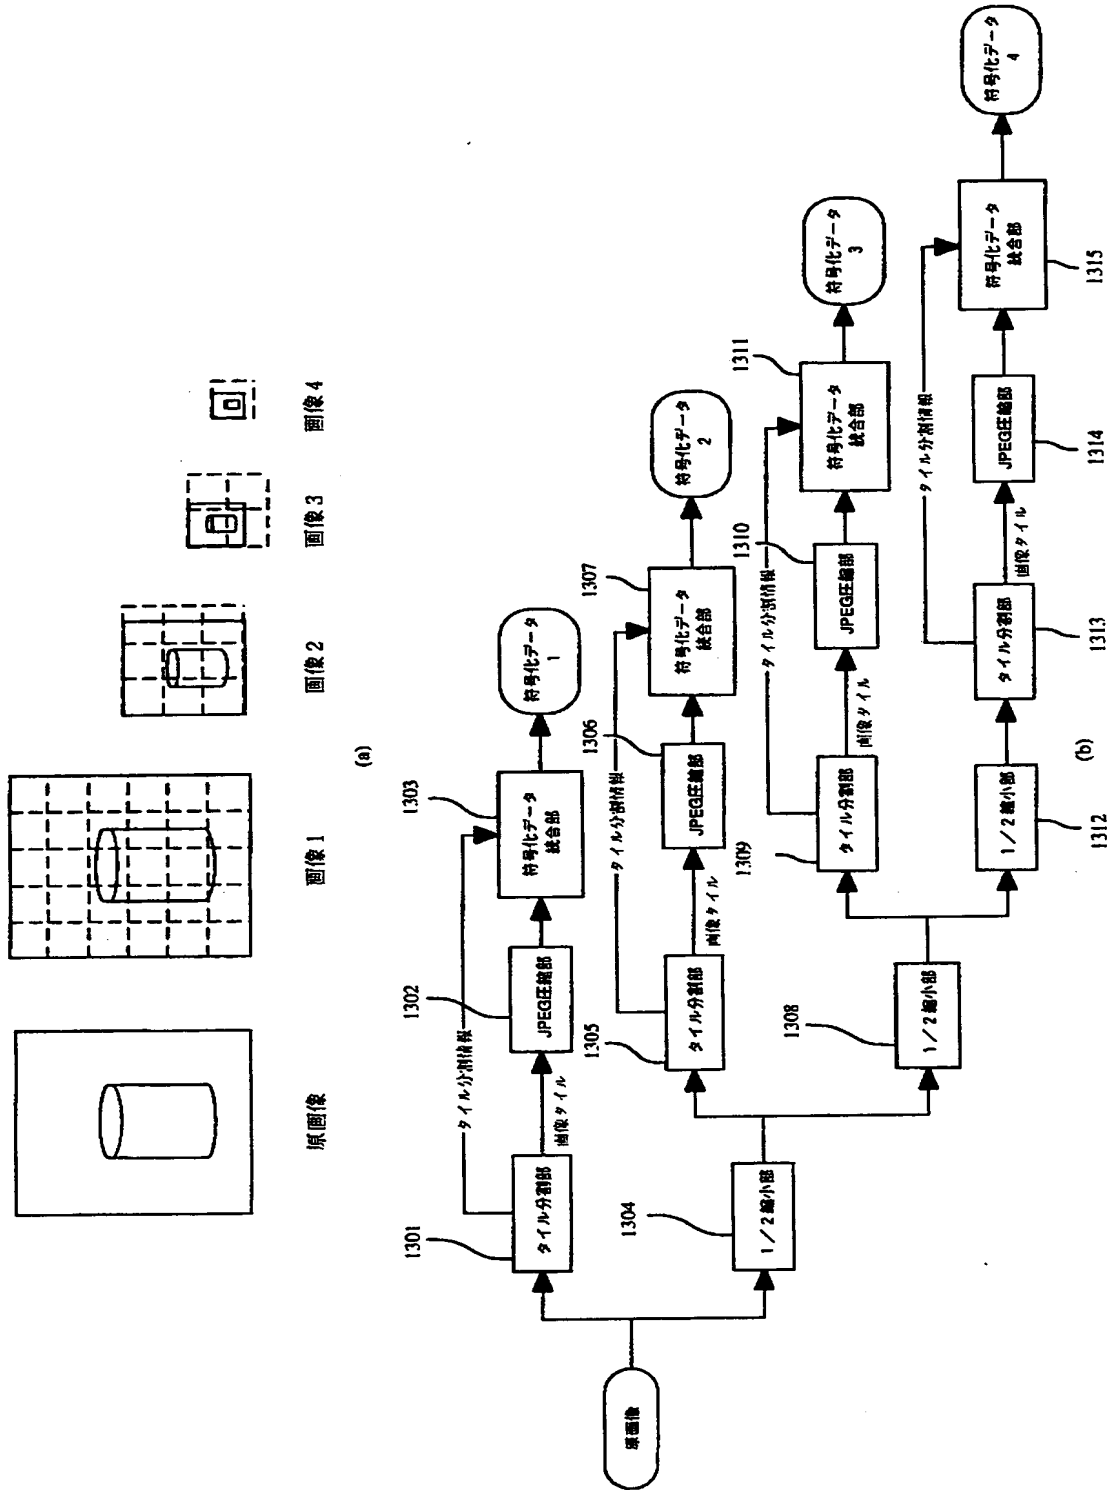 原画像
画像1
画像2
画像3
画像4
(a)
原画像
1301
タイル分割部
タイル分割情報
画像タイル
1302
JPEG圧縮部
1303
符号化データ
統合部
符号化データ
1
1304
1/2縮小部
1305
タイル分割部
タイル分割情報
画像タイル
1306
JPEG圧縮部
1307
符号化データ
統合部
符号化データ
2
1308
1/2縮小部
1309
タイル分割部
タイル分割情報
画像タイル
1310
JPEG圧縮部
1311
符号化データ
統合部
符号化データ
3
1/2縮小部
1312
タイル分割部
1313
タイル分割情報
画像タイル
JPEG圧縮部
1314
符号化データ
統合部
1315
符号化データ
4
(b)